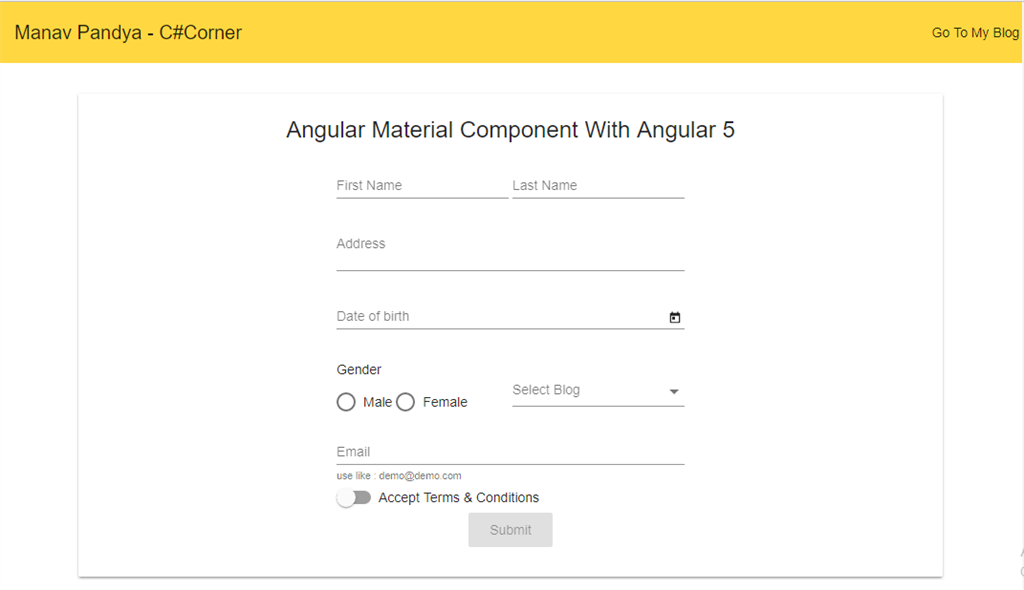 Manav Pandya - C#Corner
Go To My Blog
Angular Material Component With Angular 5
First Name
Last Name
Address
Date of birth
Gender
Male
Female
Select Blog
Email
use like : demo@demo.com
Accept Terms & Conditions
Submit